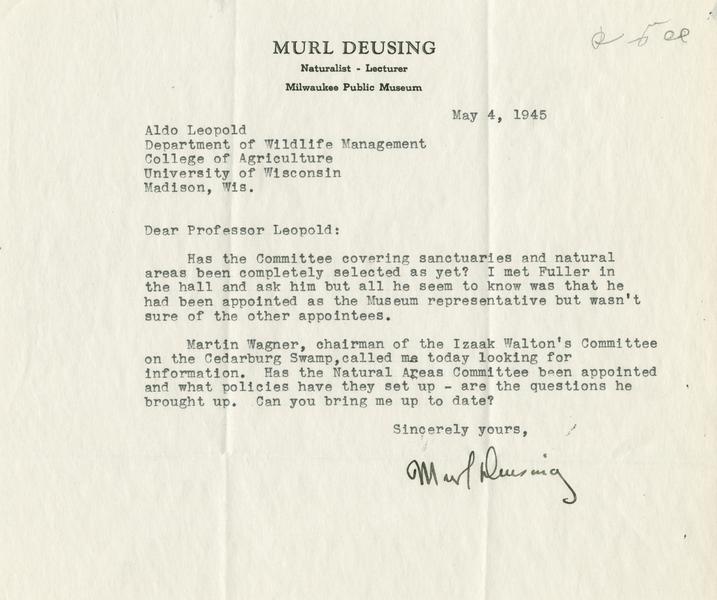 MURL DEUSING
Naturalist - Lecturer
Milwaukee Public Museum
May 4, 1945
Aldo Leopold
Department of Wildlife Management
College of Agriculture
University of Wisconsin
Madison, Wis.
Dear Professor Leopold:
Has the Committee covering sanctuaries and natural
areas been completely selected as yet? I met Fuller in
the hall and ask him but all he seem to know was that he
had been appointed as the Museum representative but wasn't
sure of the other appointees.
Martin Wagner, chairman of the Izaak Walton's Committee
on the Cedarburg Swamp,called me today looking for
information. Has the Natural Areas Committee been appointed
and what policies have they set up - are the questions he
brought up. Can you bring me up to date?
Sincerely yours,
Murl Deusing